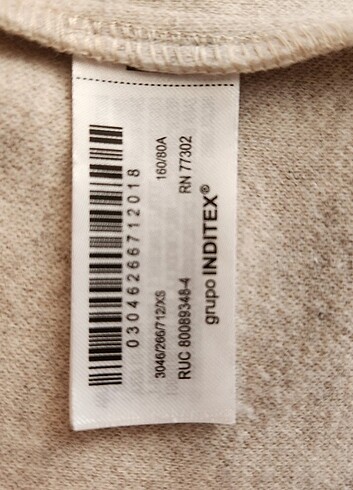 03046266712018
3046/266/712/XS 160/80A
RUC 80089348-4 RN 77302
grupo INDITEX®